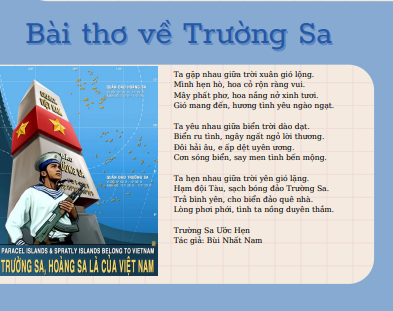 Bài thơ về Trường Sa
Ta gặp nhau giữa trời xuân gió lộng.
Mình hẹn hò, hoa cỏ rộn ràng vui.
Mây phất phơ, hoa nắng nở xinh tươi.
Gió mang đến, hương tình yêu ngào ngạt.
Ta yêu nhau giữa biển trời dào dạt.
Biển ru tình, ngây ngất ngỏ lời thương.
Đôi hải âu, e ấp dệt uyên ương.
Cơn sóng biển, say men tình bến mộng.
Ta hẹn nhau giữa trời yên gió lặng.
Hạm đội Tàu, sạch bóng đảo Trường Sa.
Trả bình yên, cho biển đảo quê nhà.
Lòng phơi phới, tình ta nồng duyên thắm.
Trường Sa Ước Hẹn
Tác giả: Bùi Nhất Nam
QUẦN ĐẢO HOÀNG SA
QUẦN ĐẢO TRƯỜNG SA
PARACEL ISLANDS & SPRATLY ISLANDS BELONG TO VIETNAM
TRƯỜNG SA, HOÀNG SA LÀ CỦA VIỆT NAM